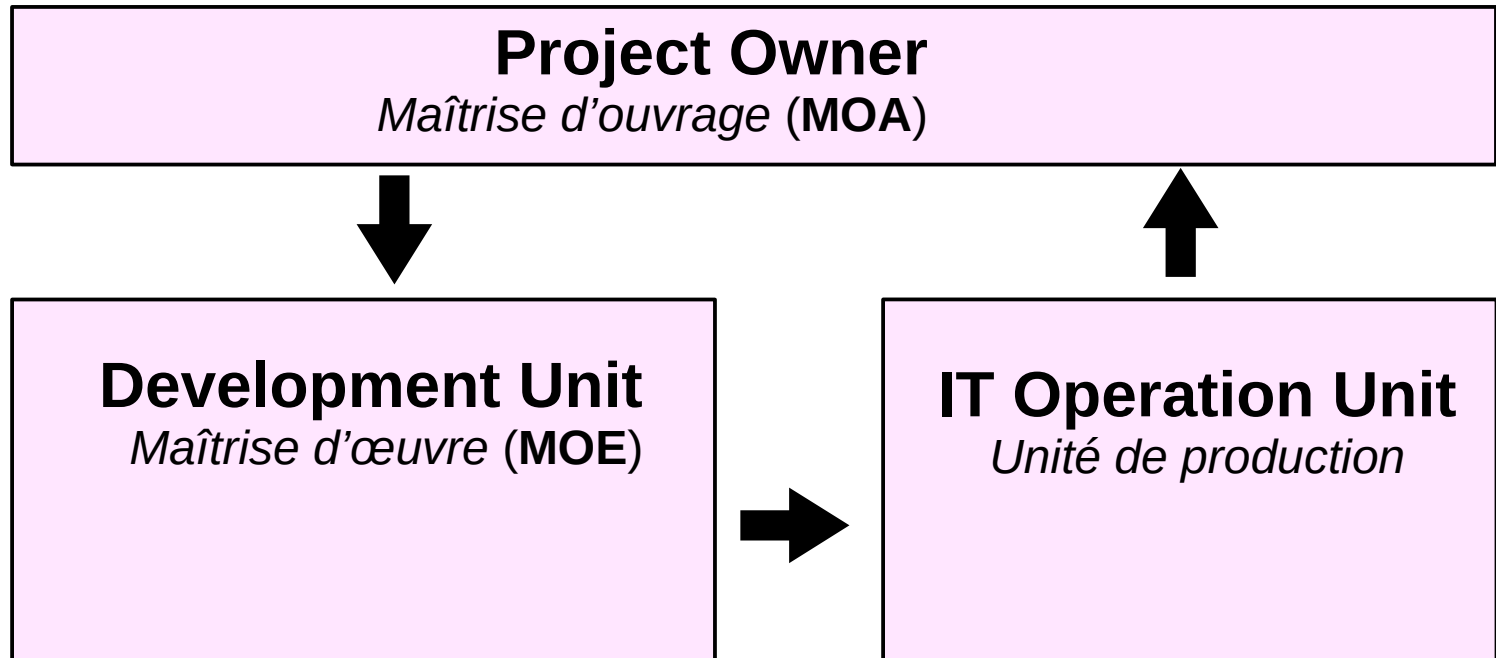 Project Owner
Maîtrise d’ouvrage (MOA)
Development Unit
Maîtrise d’œuvre (MOE)
IT Operation Unit
Unité de production